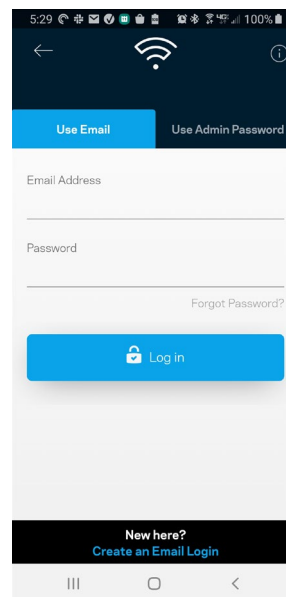 5:29 100%
Use Email Use Admin Password
Email Address
Password
Forgot Password?
Log in
New here?
Create an Email Login